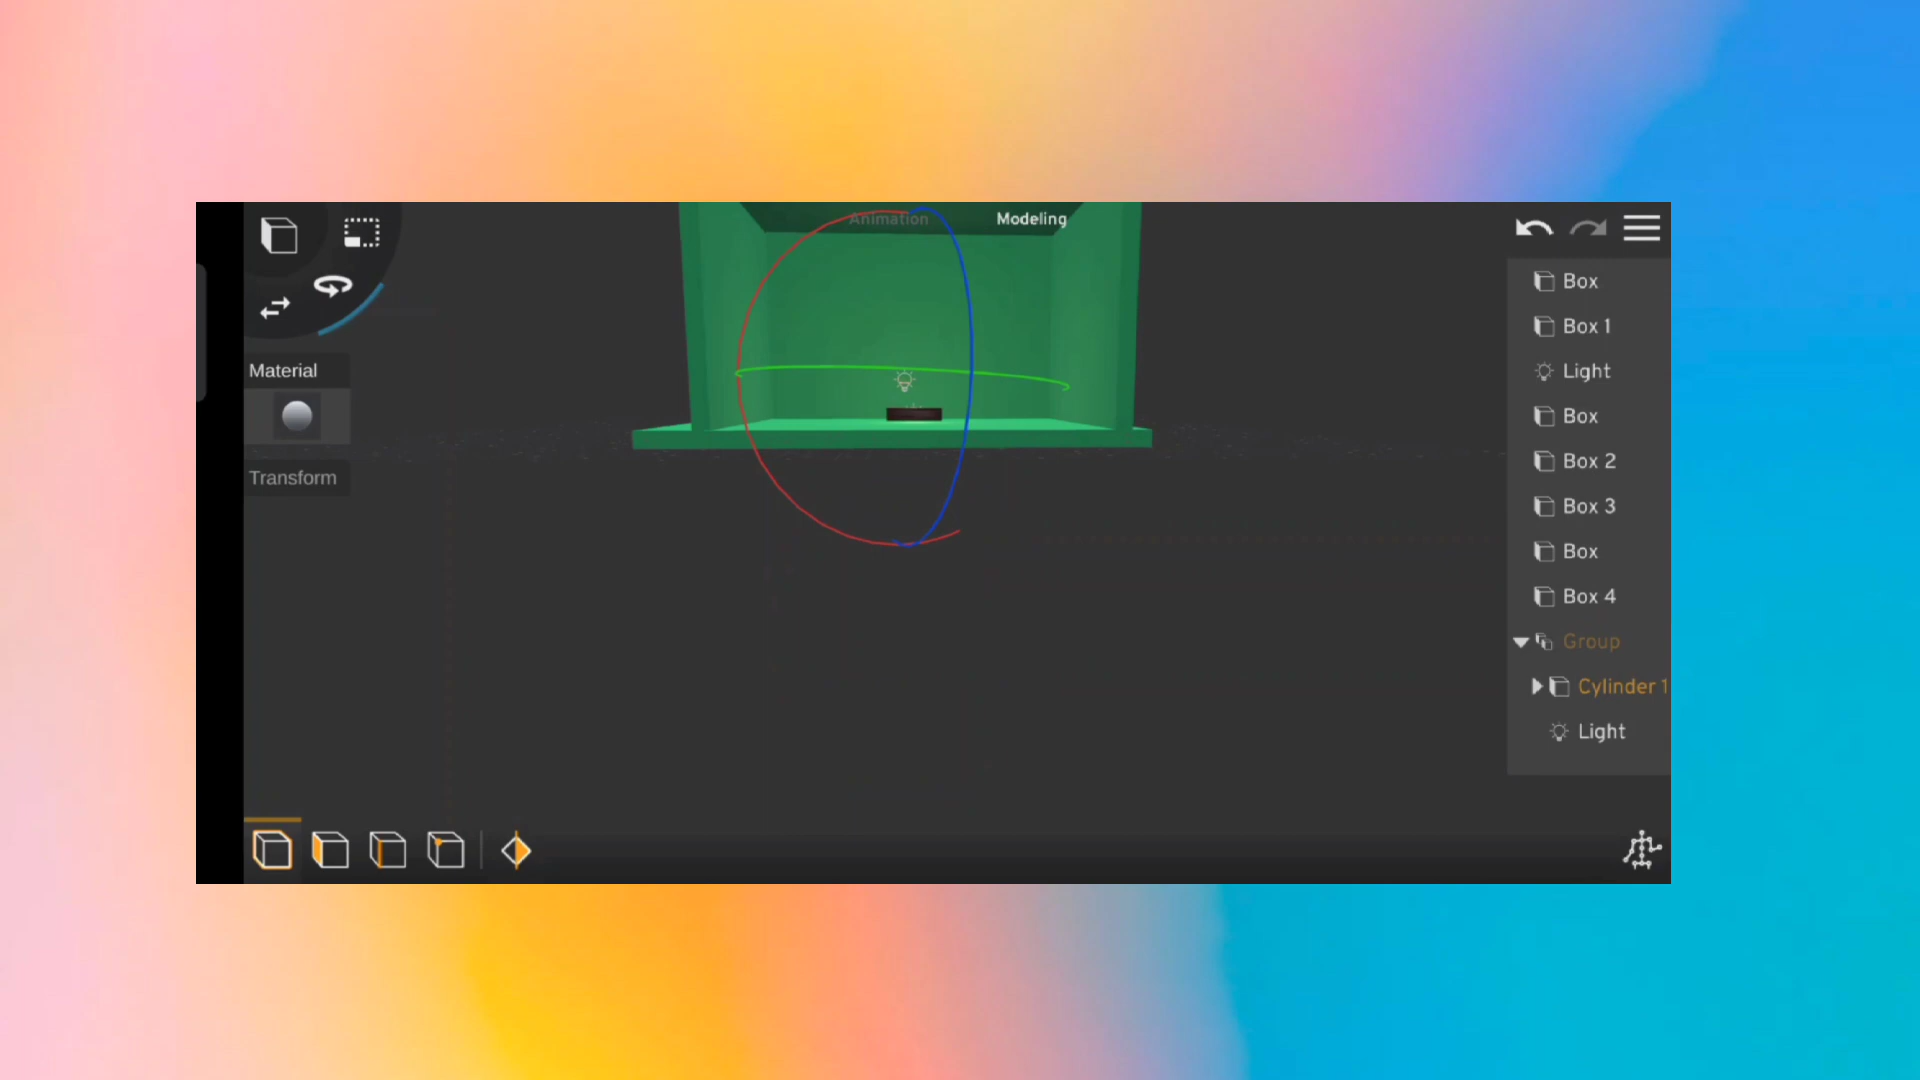 Animation
Modeling
Material
Transform
Box
Box 1
Light
Box
Box 2
Box 3
Box
Box 4
Group
Cylinder 1
Light